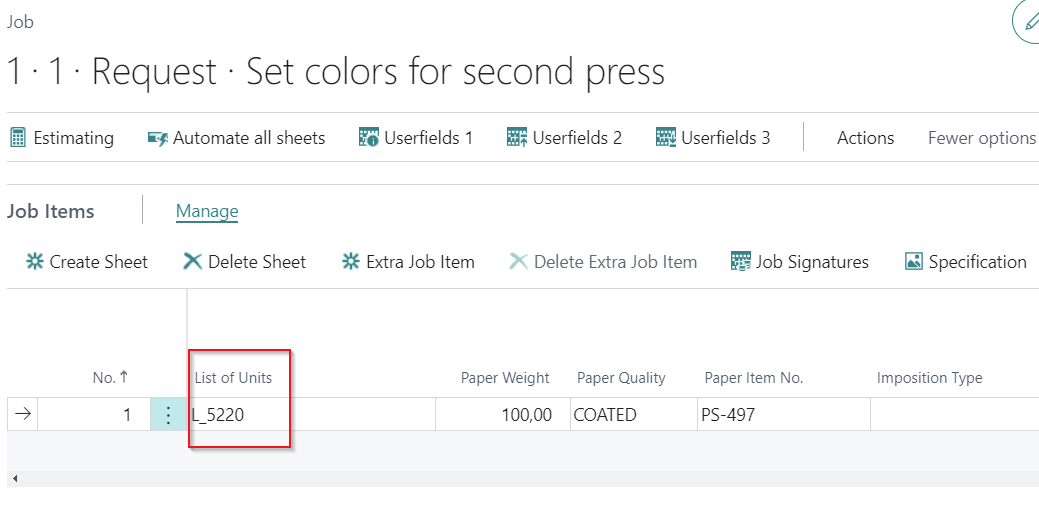 Job
1 · 1 · Request · Set colors for second press
Estimating Automate all sheets Userfields 1 Userfields 2 Userfields 3 Actions Fewer options
Job Items Manage
Create Sheet Delete Sheet Extra Job Item Delete Extra Job Item Job Signatures Specification
No. ↑ List of Units Paper Weight Paper Quality Paper Item No. Imposition Type
1 L_5220 100,00 COATED PS-497